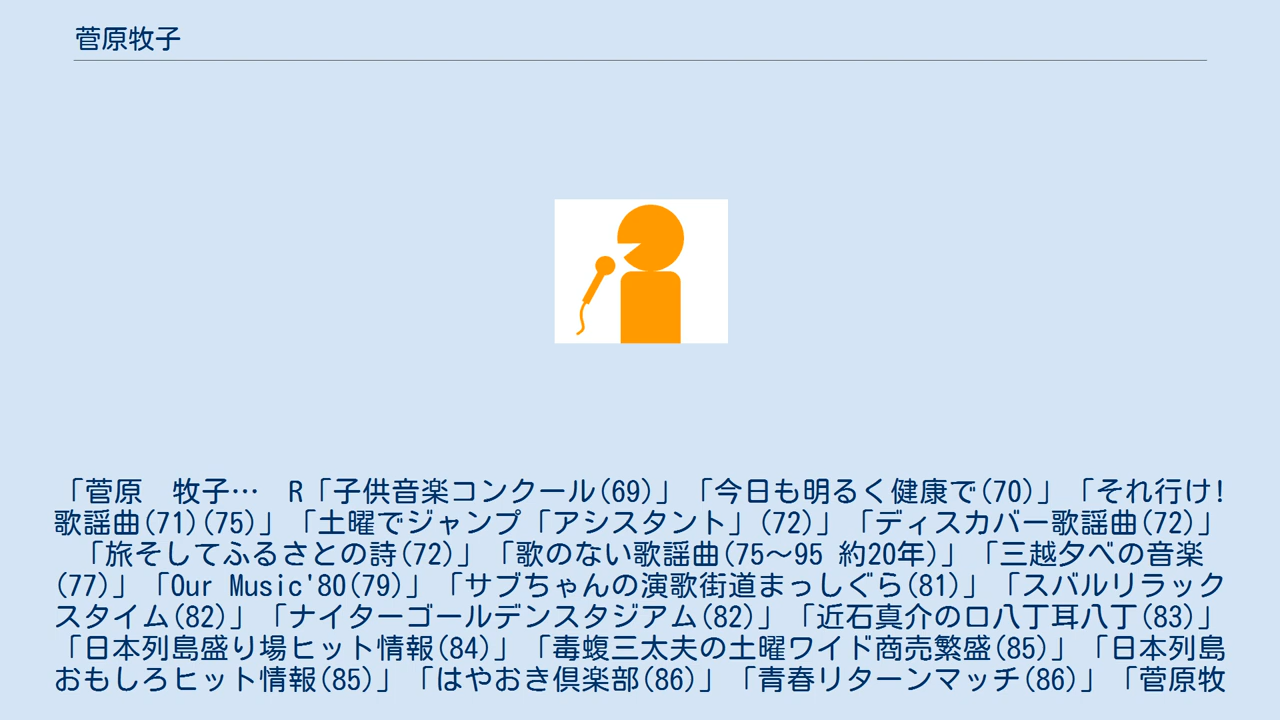 菅原牧子
「菅原　牧子…　R「子供音楽コンクール(69)」「今日も明るく健康で(70)」「それ行け!
歌謡曲(71)(75)」「土曜でジャンプ「アシスタント」(72)」「ディスカバー歌謡曲(72)」
「旅そしてふるさとの詩(72)」「歌のない歌謡曲(75〜95 約20年)」「三越夕べの音楽
(77)」「Our Music'80(79)」「サブちゃんの演歌街道まっしぐら(81)」「スバルリラック
スタイム(82)」「ナイターゴールデンスタジアム(82)」「近石真介のロ八丁耳八丁(83)」
「日本列島盛り場ヒット情報(84)」「毒蝮三太夫の土曜ワイド商売繁盛(85)」「日本列島
おもしろヒット情報(85)」「はやおき倶楽部(86)」「青春リターンマッチ(86)」「菅原牧